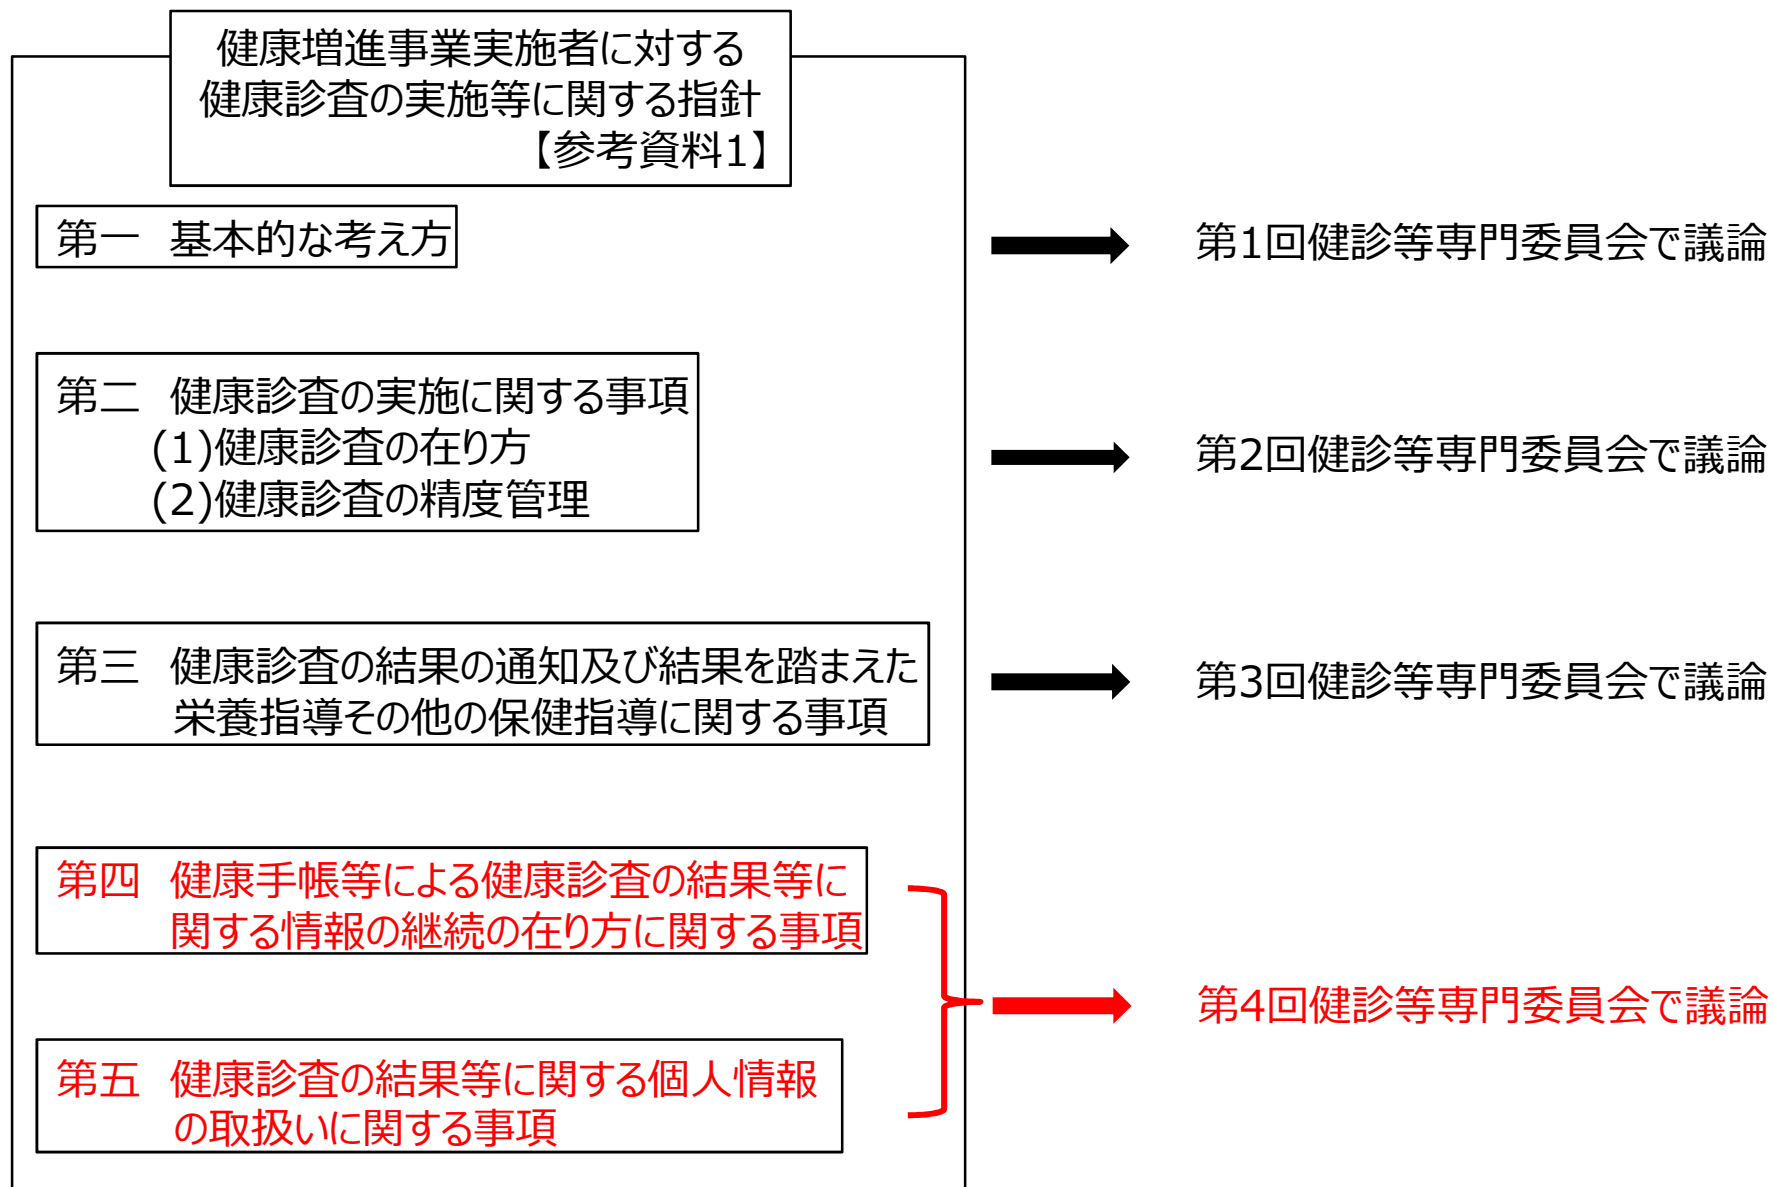 健康増進事業実施者に対する
健康診査の実施等に関する指針
【参考資料1】
第一 基本的な考え方
第1回健診等専門委員会で議論
第二 健康診査の実施に関する事項
(1)健康診査の在り方
(2)健康診査の精度管理
第2回健診等専門委員会で議論
第三 健康診査の結果の通知及び結果を踏まえた
栄養指導その他の保健指導に関する事項
第3回健診等専門委員会で議論
第四 健康手帳等による健康診査の結果等に
関する情報の継続の在り方に関する事項
第五 健康診査の結果等に関する個人情報
の取扱いに関する事項
第4回健診等専門委員会で議論